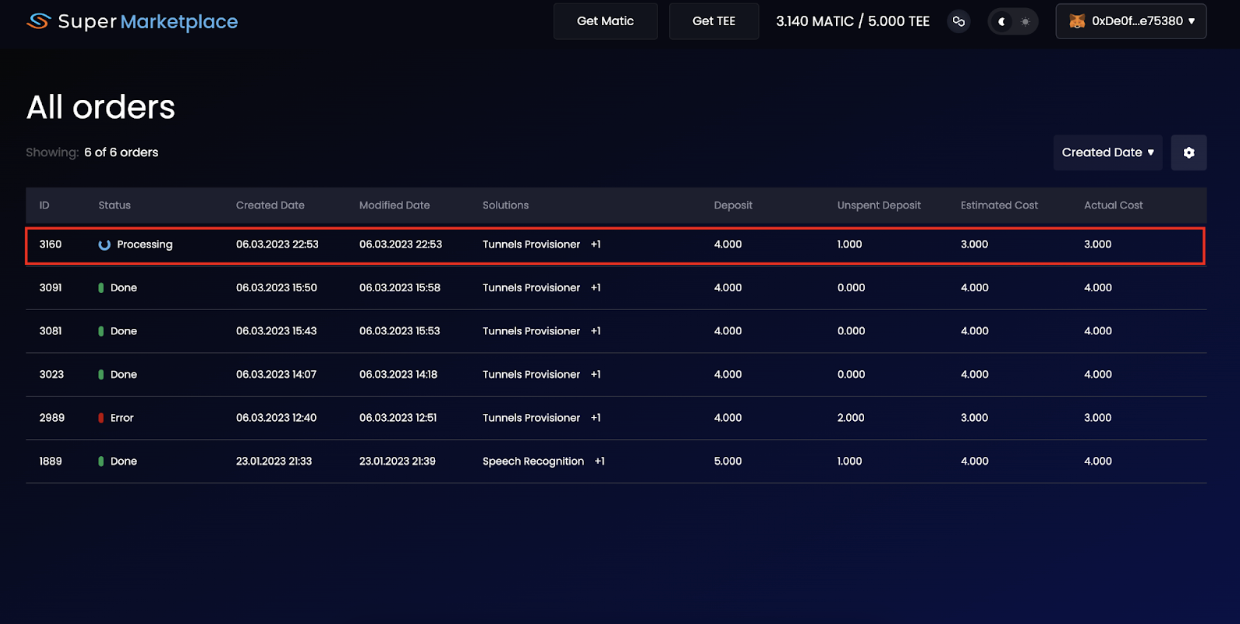 Super Marketplace Get Matic Get TEE 3.140 MATIC / 5.000 TEE 0xDe0f...e75380
All orders
Showing: 6 of 6 orders Created Date
ID Status Created Date Modified Date Solutions Deposit Unspent Deposit Estimated Cost Actual Cost
3160 Processing 06.03.2023 22:53 06.03.2023 22:53 Tunnels Provisioner +1 4.000 1.000 3.000 3.000
3091 Done 06.03.2023 15:50 06.03.2023 15:58 Tunnels Provisioner +1 4.000 0.000 4.000 4.000
3081 Done 06.03.2023 15:43 06.03.2023 15:53 Tunnels Provisioner +1 4.000 0.000 4.000 4.000
3023 Done 06.03.2023 14:07 06.03.2023 14:18 Tunnels Provisioner +1 4.000 0.000 4.000 4.000
2989 Error 06.03.2023 12:40 06.03.2023 12:51 Tunnels Provisioner +1 4.000 2.000 3.000 3.000
1889 Done 23.01.2023 21:33 23.01.2023 21:39 Speech Recognition +1 5.000 1.000 4.000 4.000